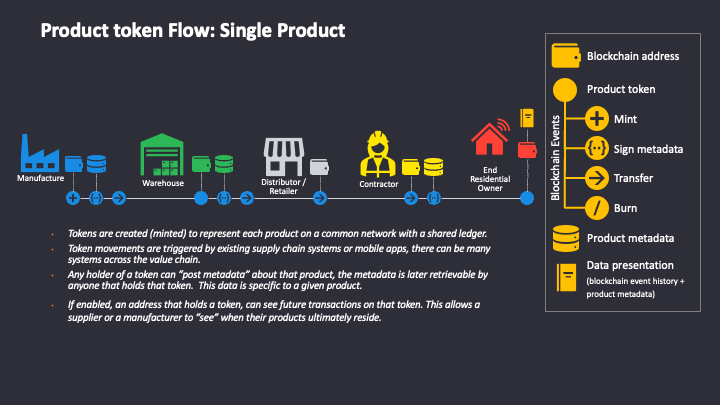 Product token Flow: Single Product
Blockchain address
Product token
Mint
Sign metadata
Transfer
Burn
Blockchain Events
Product metadata
Data presentation
(blockchain event history +
product metadata)
Manufacture
Warehouse
Distributor /
Retailer
Contractor
End
Residential
Owner
Tokens are created (minted) to represent each product on a common network with a shared ledger.
Token movements are triggered by existing supply chain systems or mobile apps, there can be many
systems across the value chain.
Any holder of a token can “post metadata” about that product, the metadata is later retrievable by
anyone that holds that token.  This data is specific to a given product.
If enabled, an address that holds a token, can see future transactions on that token. This allows a
supplier or a manufacturer to “see” when their products ultimately reside.